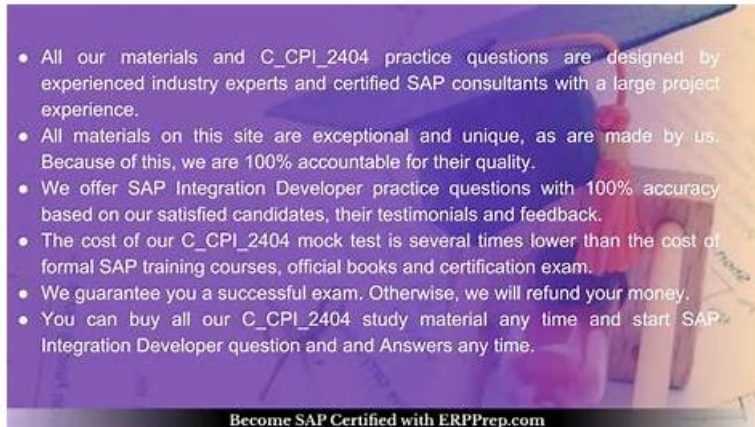 ● All our materials and C_CPI_2404 practice questions are designed by
experienced industry experts and certified SAP consultants with a large project
experience.
● All materials on this site are exceptional and unique, as are made by us.
Because of this, we are 100% accountable for their quality.
● We offer SAP Integration Developer practice questions with 100% accuracy
based on our satisfied candidates, their testimonials and feedback.
● The cost of our C_CPI_2404 mock test is several times lower than the cost of
formal SAP training courses, official books and certification exam.
● We guarantee you a successful exam. Otherwise, we will refund your money.
● You can buy all our C_CPI_2404 study material any time and start SAP
Integration Developer question and and Answers any time.
Become SAP Certified with ERPPrep.com